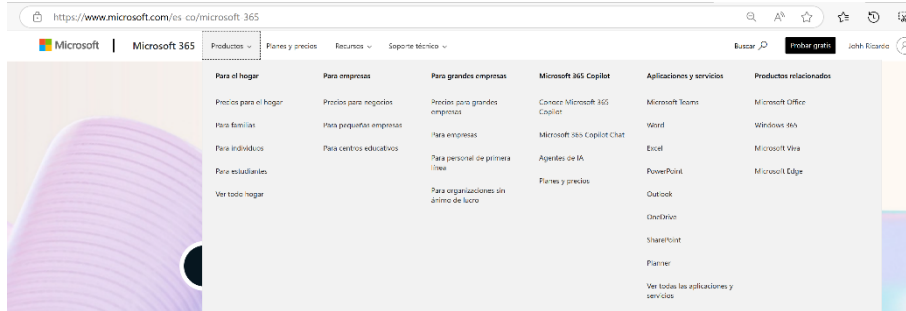 https://www.microsoft.com/es co/microsoft 365
Microsoft | Microsoft 365 Productos Planes y precios Recursos Soporte técnico Buscar Probar gratis John Ricardo
Para el hogar
Precios para el hogar
Para familias
Para individuos
Para estudiantes
Ver todo hogar
Para empresas
Precios para negocios
Para pequeñas empresas
Para centros educativos
Para grandes empresas
Precios para grandes
empresas
Para empresas
Para personal de primera
línea
Para organizaciones sin
ánimo de lucro
Microsoft 365 Copilot
Conoce Microsoft 365
Copilot
Microsoft 365 Copilot Chat
Agentes de IA
Planes y precios
Aplicaciones y servicios
Microsoft Teams
Word
Excel
PowerPoint
Outlook
OneDrive
SharePoint
Planner
Ver todas las aplicaciones y
servicios
Productos relacionados
Microsoft Office
Windows 365
Microsoft Viva
Microsoft Edge